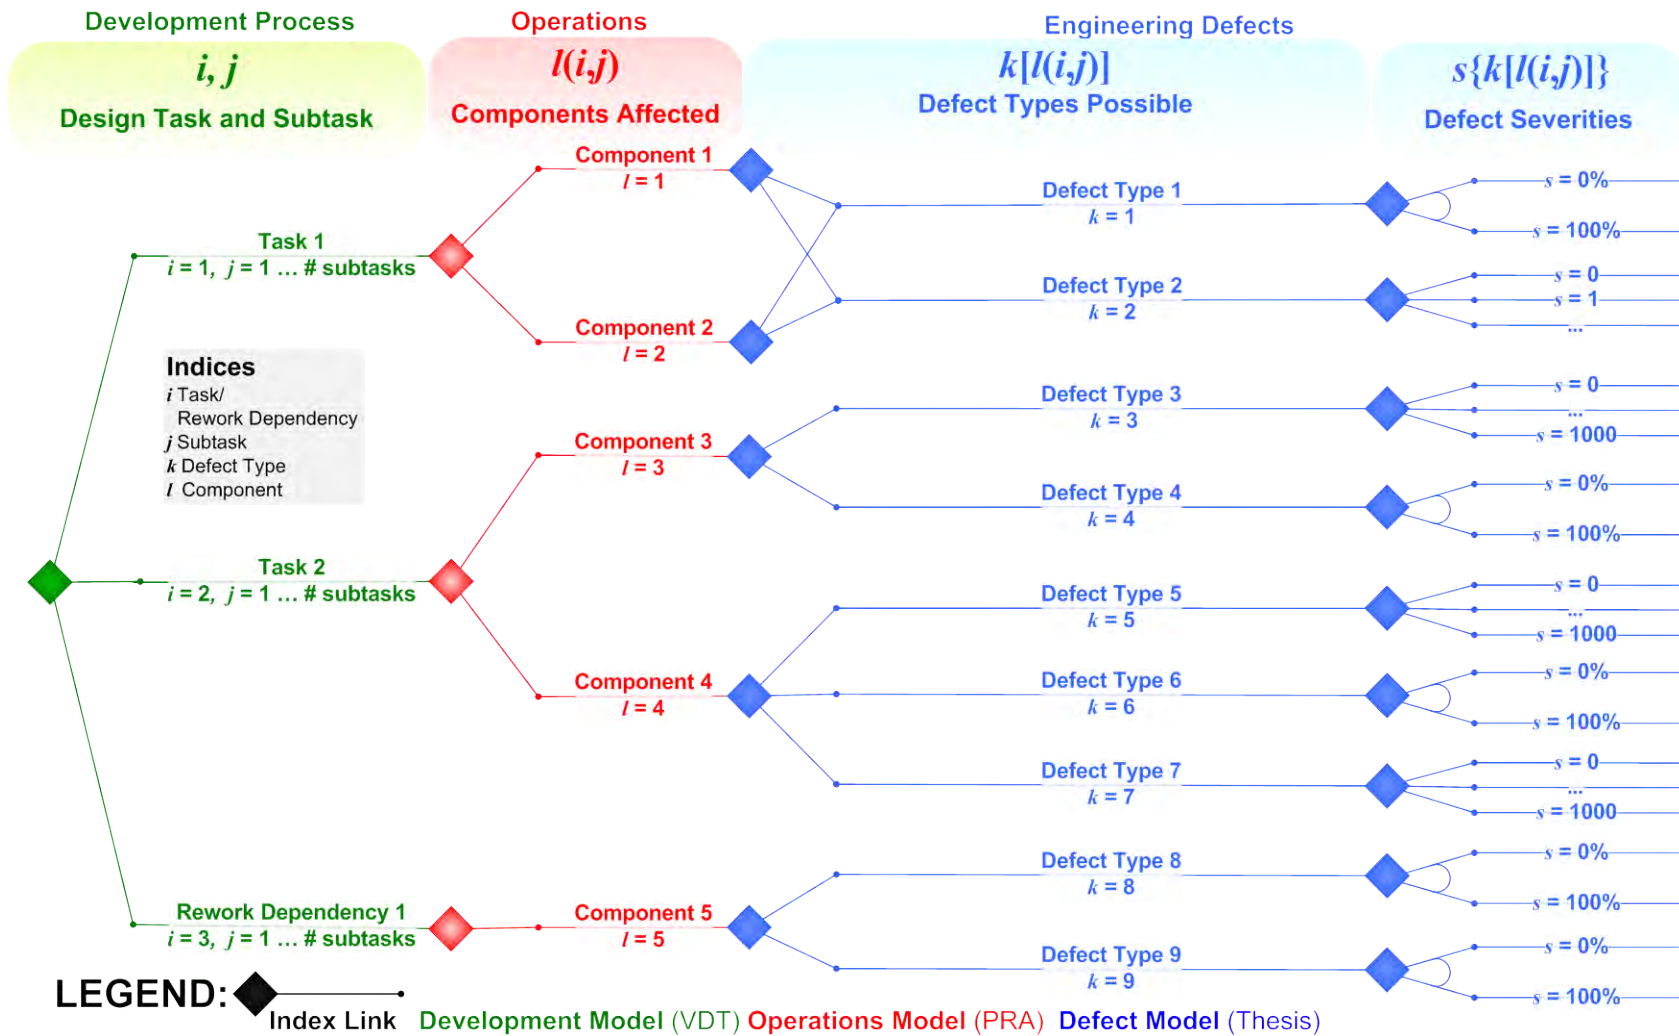 Development Process
Operations
Engineering Defects
i, j
l(i,j)
k[l(i,j)]
s{k[l(i,j)]}
Design Task and Subtask
Components Affected
Defect Types Possible
Defect Severities
Task 1
i = 1, j = 1 ... # subtasks
Task 2
i = 2, j = 1 ... # subtasks
Rework Dependency 1
i = 3, j = 1 ... # subtasks
Indices
i Task/
Rework Dependency
j Subtask
k Defect Type
l Component
Component 1
l = 1
Component 2
l = 2
Component 3
l = 3
Component 4
l = 4
Component 5
l = 5
Defect Type 1
k = 1
Defect Type 2
k = 2
Defect Type 3
k = 3
Defect Type 4
k = 4
Defect Type 5
k = 5
Defect Type 6
k = 6
Defect Type 7
k = 7
Defect Type 8
k = 8
Defect Type 9
k = 9
s = 0%
s = 100%
s = 0
s = 1
...
s = 0
...
s = 1000
s = 0%
s = 100%
s = 0
...
s = 1000
s = 0%
s = 100%
s = 0
...
s = 1000
s = 0%
s = 100%
s = 0%
s = 100%
LEGEND:
Index Link
Development Model (VDT) Operations Model (PRA) Defect Model (Thesis)